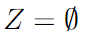 Z = ∅